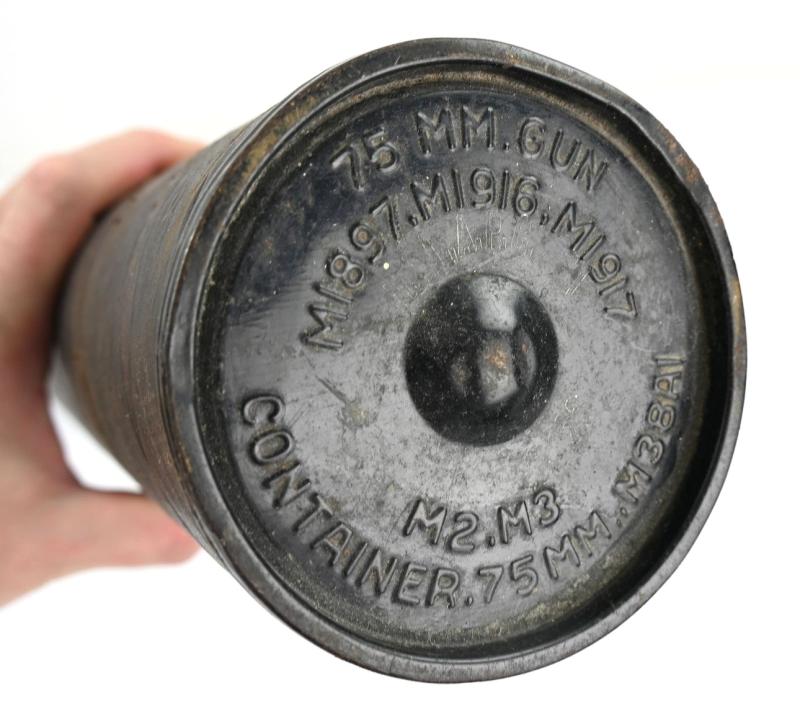 75 MM. GUN
M1897, M1916, M1917
M2, M3
CONTAINER, 75 MM., M38A1